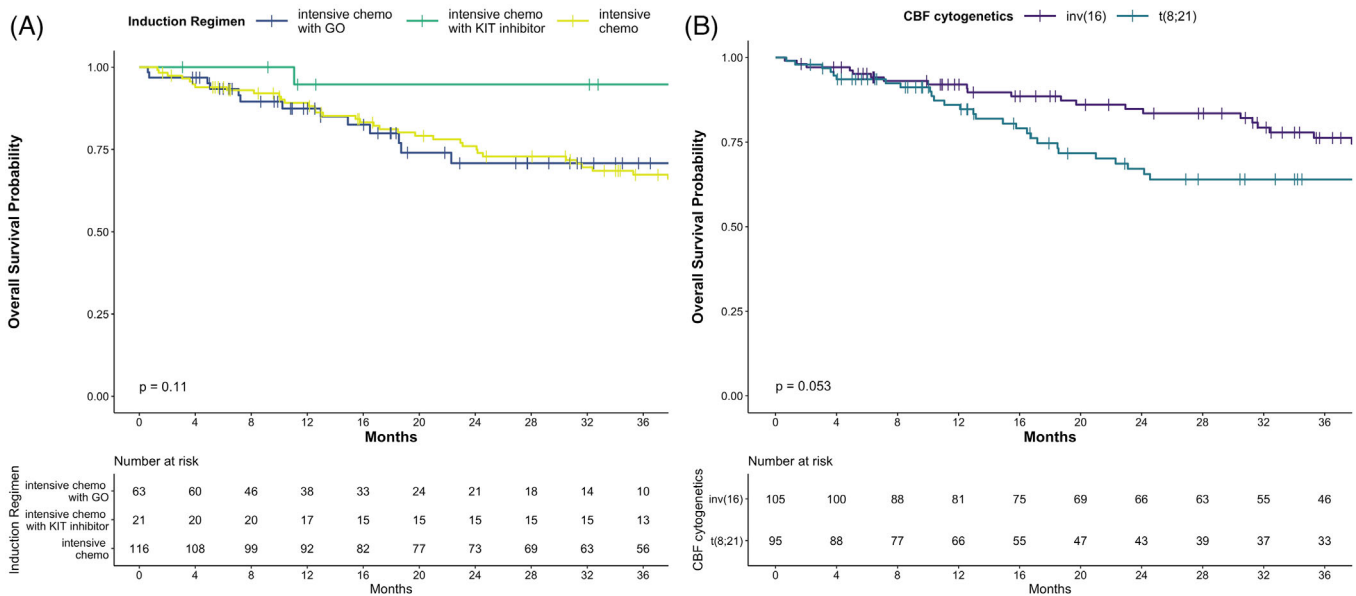 (A)
Induction Regimen
intensive chemo
with GO
intensive chemo
with KIT inhibitor
intensive
chemo
Overall Survival Probability
1.00
0.75
0.50
0.25
0.00
p = 0.11
0 4 8 12 16 20 24 28 32 36
Months
Number at risk
Induction Regimen
intensive chemo
with GO
63 60 46 38 33 24 21 18 14 10
intensive chemo
with KIT inhibitor
21 20 20 17 15 15 15 15 15 13
intensive
chemo
116 108 99 92 82 77 73 69 63 56
0 4 8 12 16 20 24 28 32 36
Months
(B)
CBF cytogenetics
inv(16)
t(8;21)
Overall Survival Probability
1.00
0.75
0.50
0.25
0.00
p = 0.053
0 4 8 12 16 20 24 28 32 36
Months
Number at risk
CBF cytogenetics
inv(16) 105 100 88 81 75 69 66 63 55 46
t(8;21) 95 88 77 66 55 47 43 39 37 33
0 4 8 12 16 20 24 28 32 36
Months